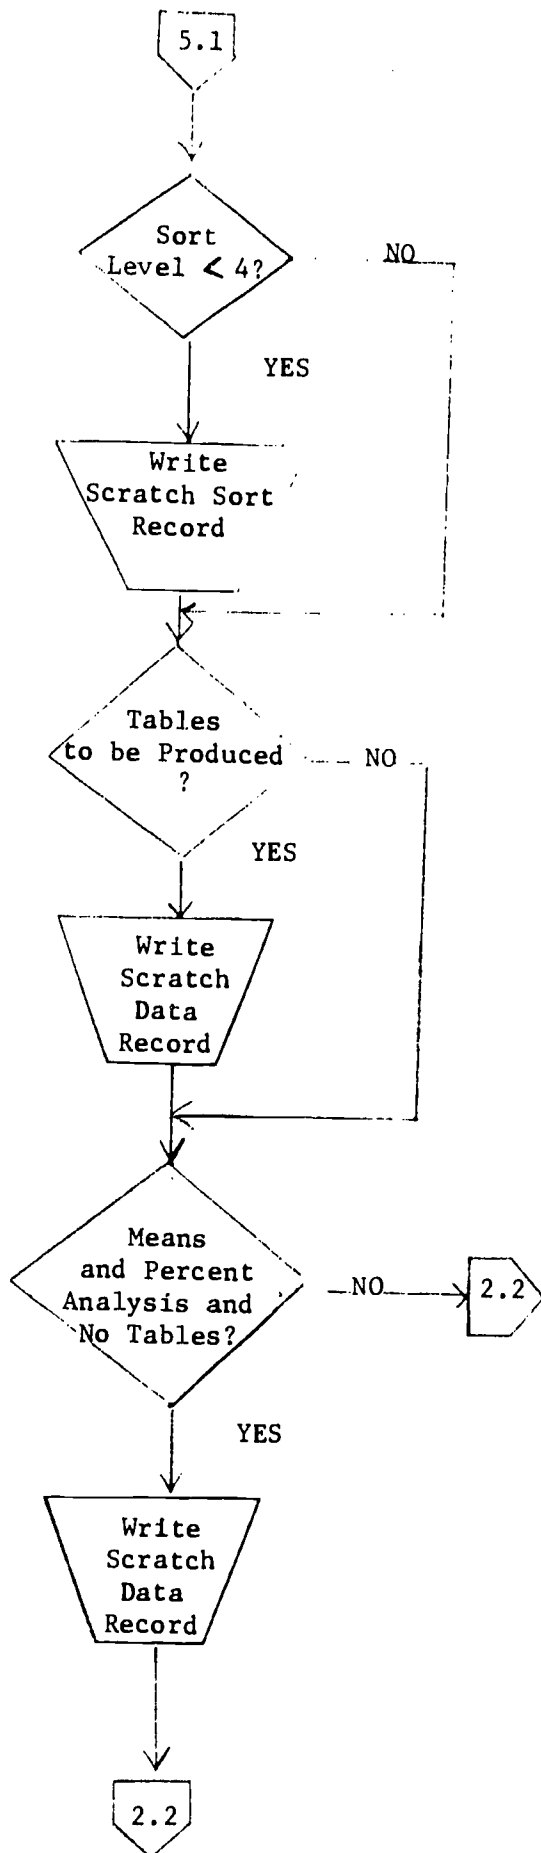 5.1
Sort
Level < 4?
NO
YES
Write
Scratch Sort
Record
Tables
to be Produced
?
NO
YES
Write
Scratch
Data
Record
Means
and Percent
Analysis and
No Tables?
NO
2.2
YES
Write
Scratch
Data
Record
2.2